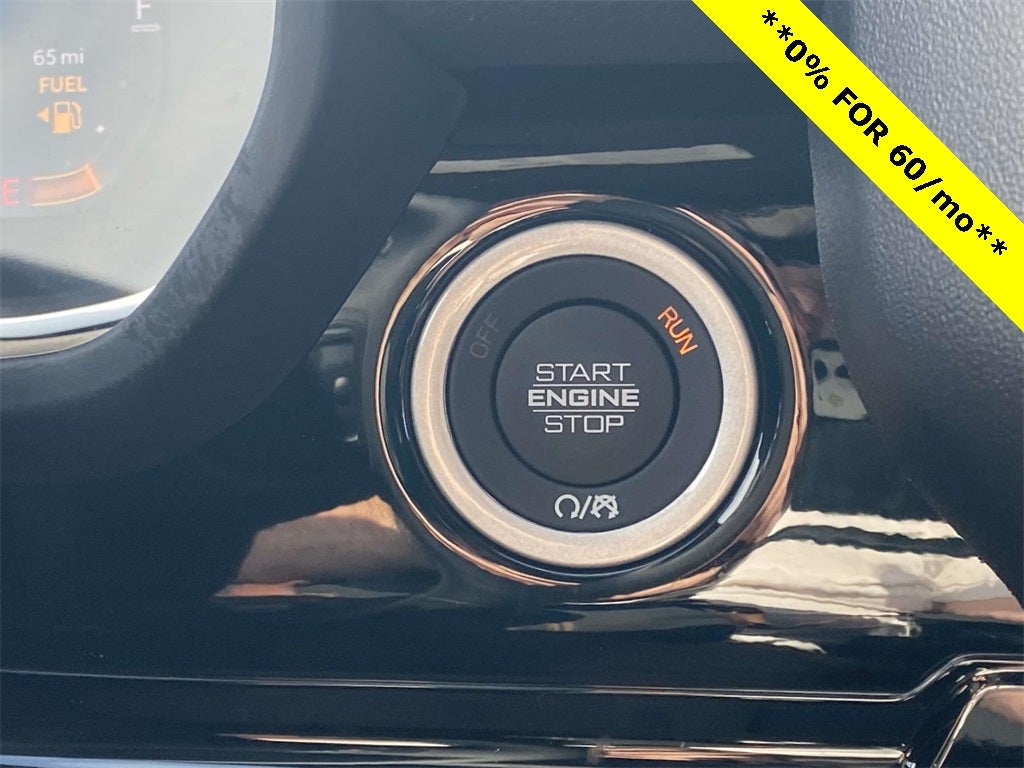 F
65 mi
FUEL
E
**0% FOR 60/mo**
OFF
RUN
START
ENGINE
STOP